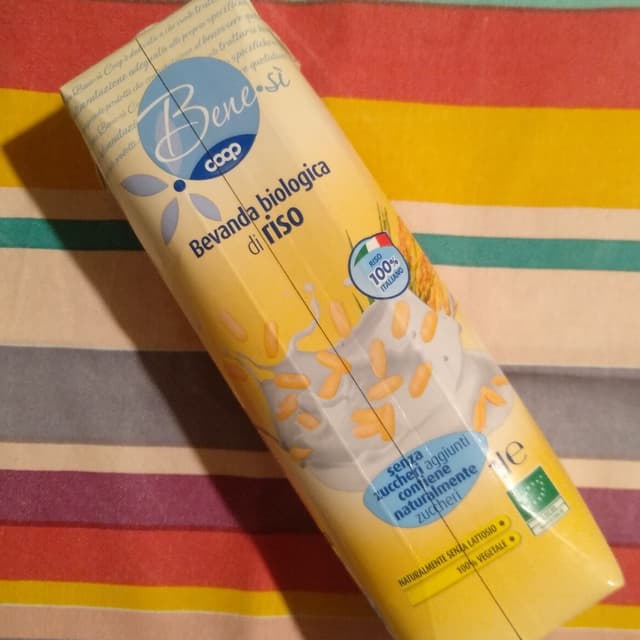 Bene.sì
coop
Bevanda biologica
di riso
RISO
100%
ITALIANO
senza
zuccheri aggiunti
contiene
naturalmente
zuccheri
1le
NATURALMENTE SENZA LATTOSIO
100% VEGETALE